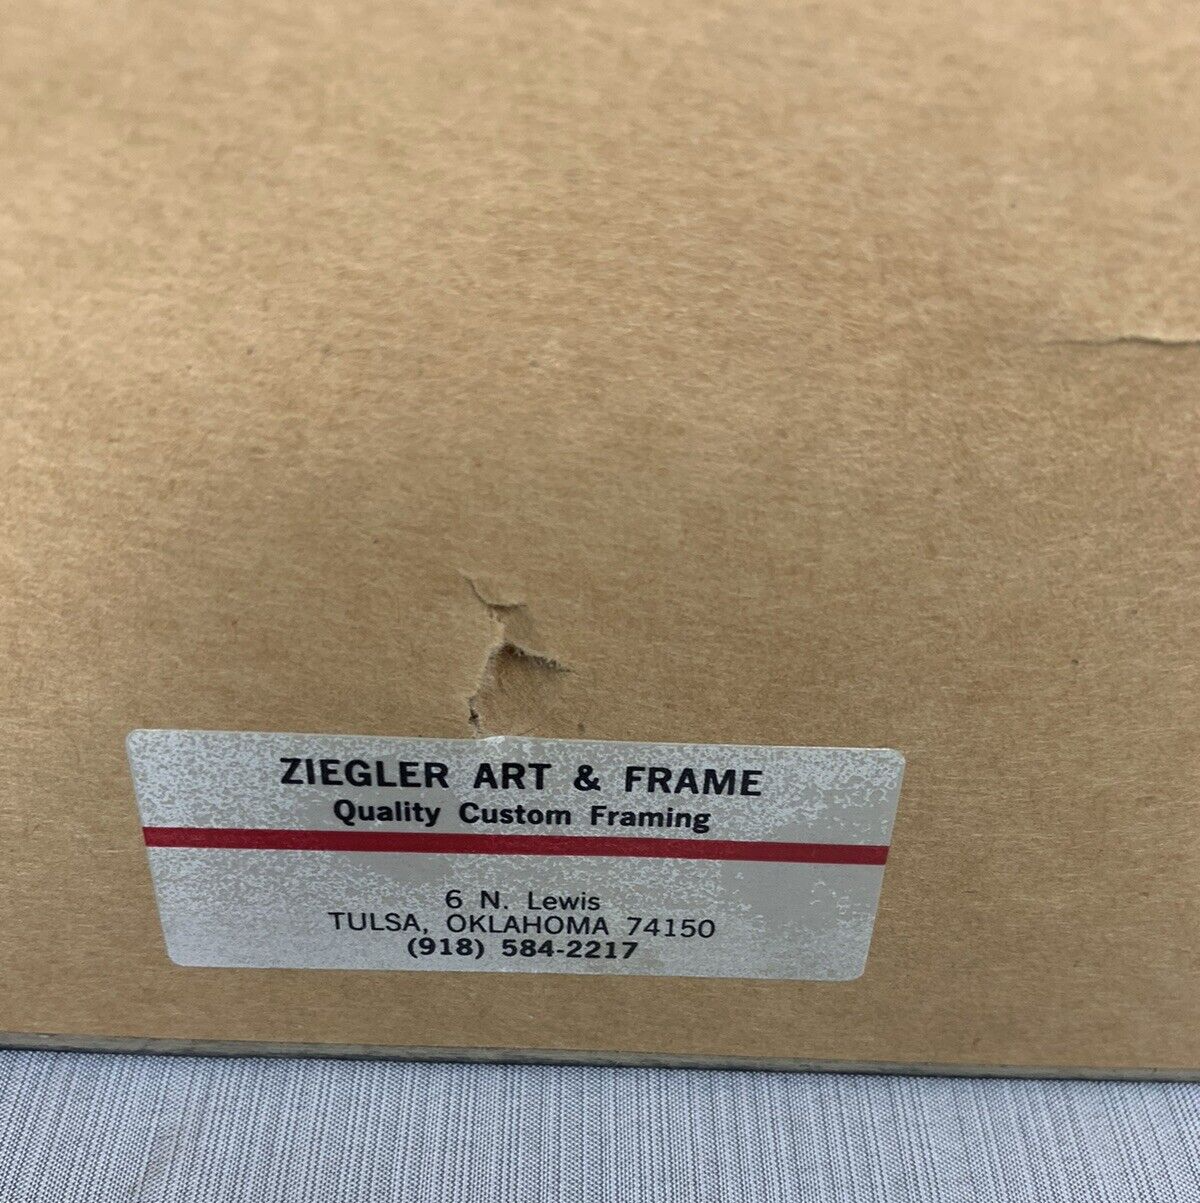 ZIEGLER ART & FRAME
Quality Custom Framing
6 N. Lewis
TULSA, OKLAHOMA 74150
(918) 584-2217